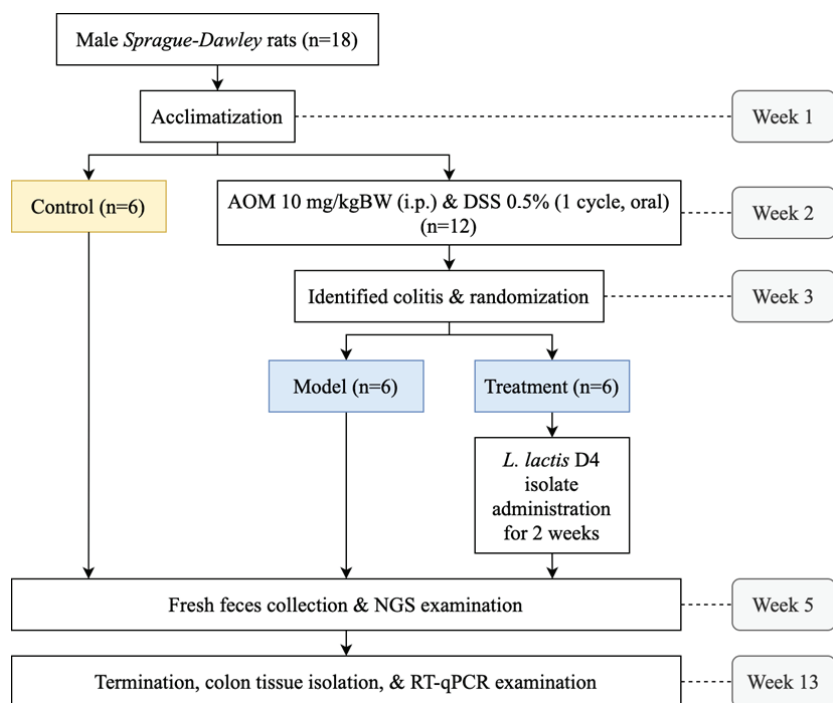 Male Sprague-Dawley rats (n=18)
Acclimatization
Week 1
Control (n=6)
AOM 10 mg/kgBW (i.p.) & DSS 0.5% (1 cycle, oral)
(n=12)
Week 2
Identified colitis & randomization
Week 3
Model (n=6)
Treatment (n=6)
L. lactis D4
isolate
administration
for 2 weeks
Fresh feces collection & NGS examination
Week 5
Termination, colon tissue isolation, & RT-qPCR examination
Week 13